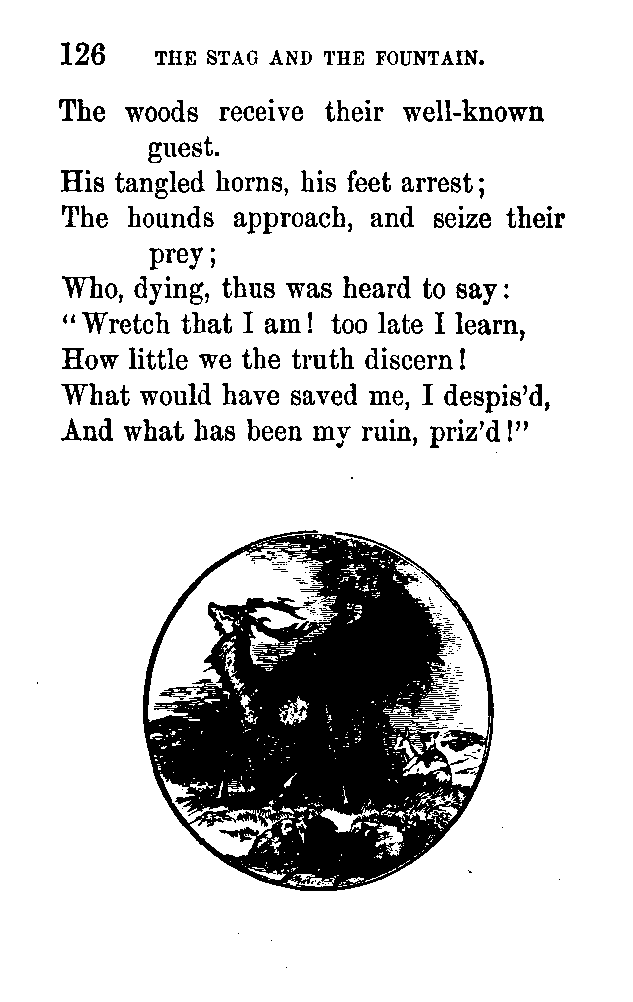 126 THE STAG AND THE FOUNTAIN.
The woods receive their well-known
guest.
His tangled horns, his feet arrest;
The hounds approach, and seize their
prey;
Who, dying, thus was heard to say:
“Wretch that I am! too late I learn,
How little we the truth discern!
What would have saved me, I despis’d,
And what has been my ruin, priz’d!”